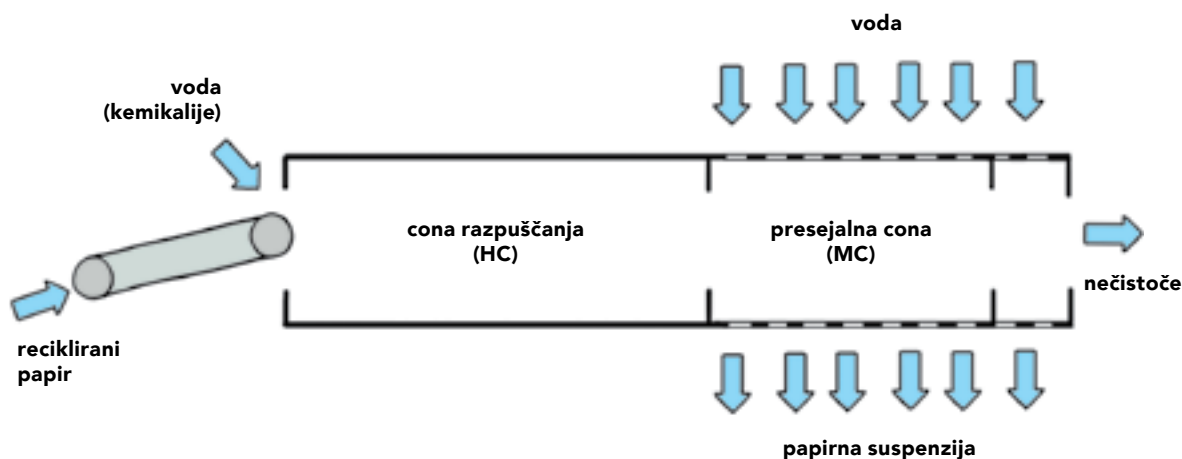 voda
voda
(kemikalije)
cona razpuščanja
(HC)
presejalna cona
(MC)
nečistoče
reciklirani
papir
papirna suspenzija